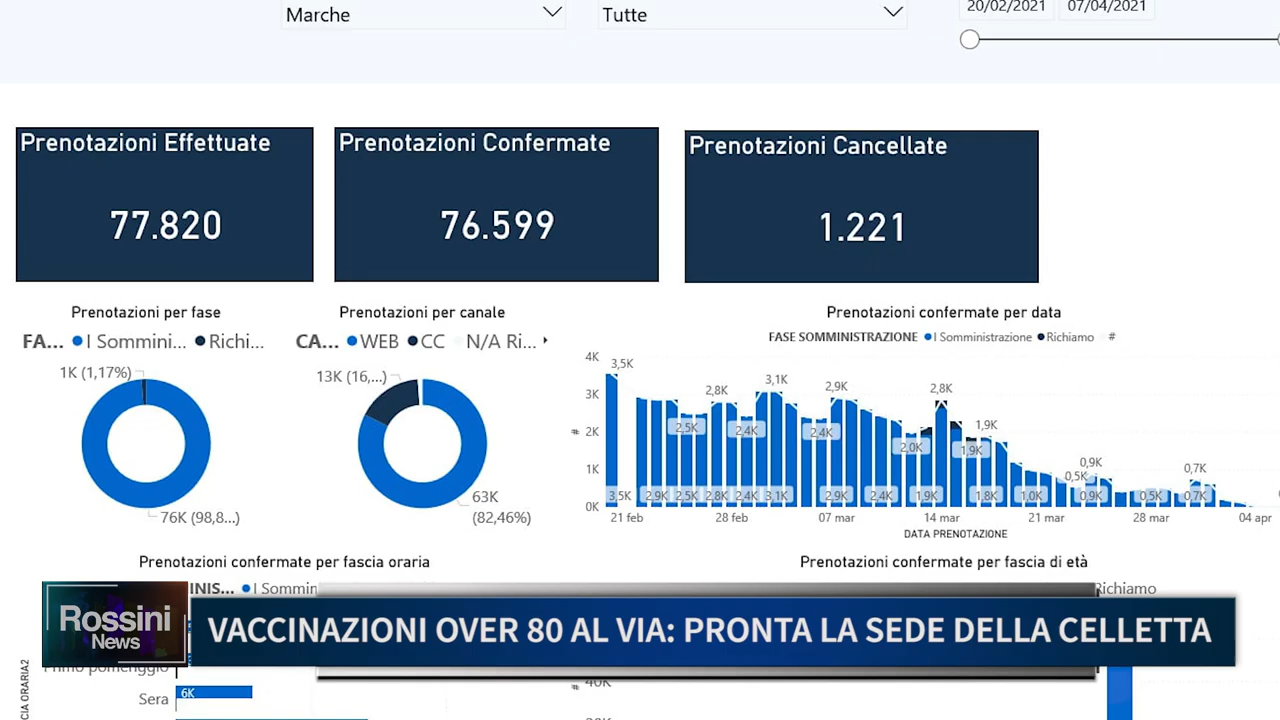 Marche
Tutte
20/02/2021 07/04/2021
Prenotazioni Effettuate
77.820
Prenotazioni Confermate
76.599
Prenotazioni Cancellate
1.221
Prenotazioni per fase
FA... I Sommini... Richi...
1K (1,17%)
76K (98,8...)
Prenotazioni per canale
CA... WEB CC N/A Ri...
13K (16,...)
63K
(82,46%)
Prenotazioni confermate per data
FASE SOMMINISTRAZIONE I Somministrazione Richiamo #
4K
3K
2K
1K
0K
#
3,5K 2,8K 3,1K 2,9K 2,8K 1,9K 0,9K 0,7K
2,5K 2,4K 2,4K 2,0K 1,9K 0,5K
3,5K 2,9K 2,5K 2,8K 2,4K 3,1K 2,9K 2,4K 1,9K 1,8K 1,0K 0,9K 0,5K 0,7K
21 feb 28 feb 07 mar 14 mar 21 mar 28 mar 04 apr
DATA PRENOTAZIONE
Prenotazioni confermate per fascia oraria
Prenotazioni confermate per fascia di età
INIS... I Sommin
Richiamo
Rossini
News
VACCINAZIONI OVER 80 AL VIA: PRONTA LA SEDE DELLA CELLETTA
Primo pomeriggio
Sera 6K
CIA ORARIA2
# 40K